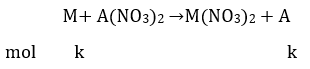 M+ A(NO₃)₂ →M(NO₃)₂ + A
mol k k